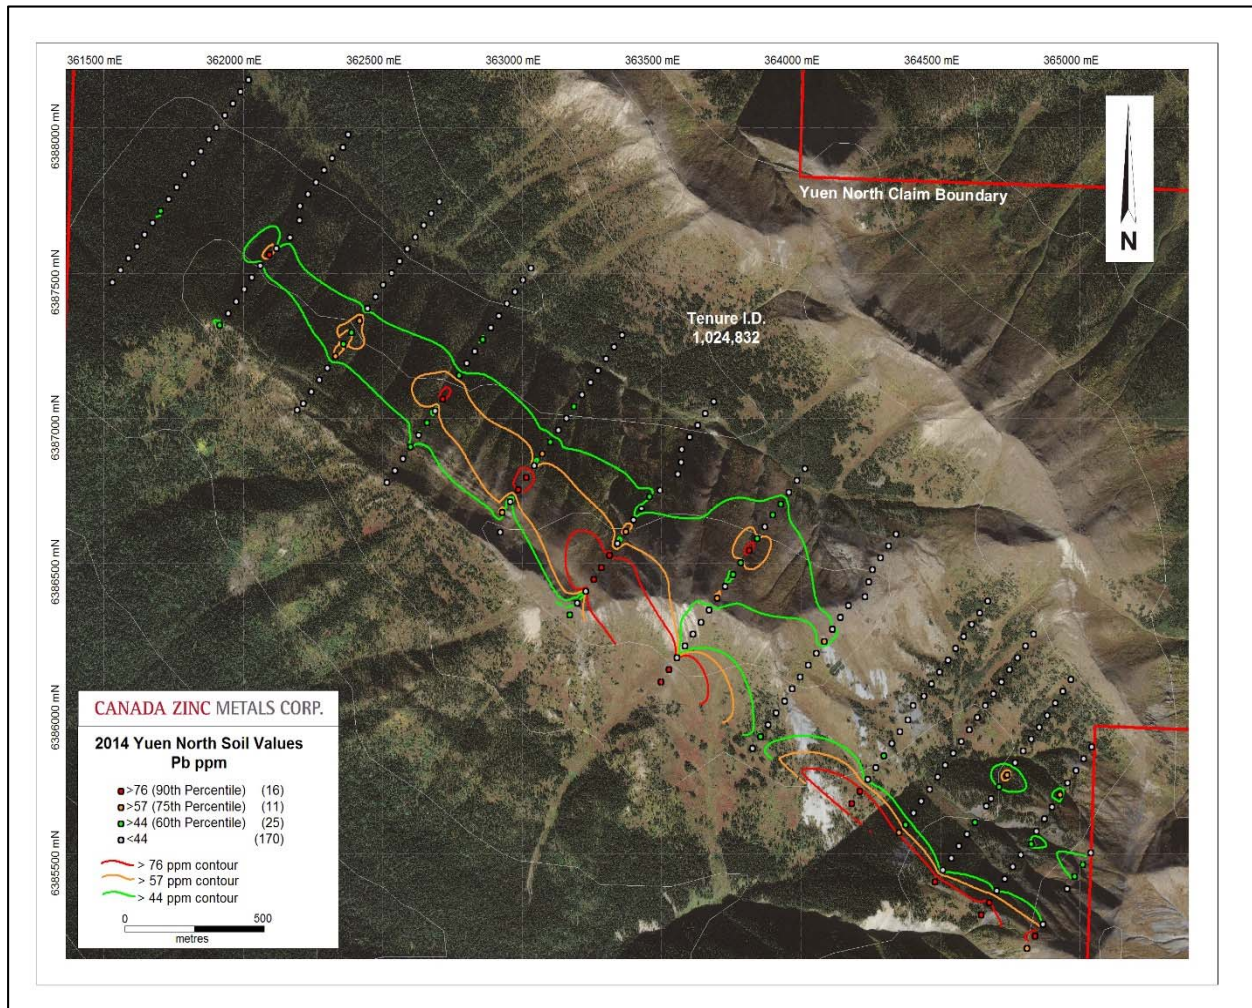 361500 mE 362000 mE 362500 mE 363000 mE 363500 mE 364000 mE 364500 mE 365000 mE
6388000 mN
6387500 mN
6387000 mN
6386500 mN
6386000 mN
6385500 mN
Yuen North Claim Boundary
N
Tenure I.D.
1,024,832
CANADA ZINC METALS CORP.
2014 Yuen North Soil Values
Pb ppm
>76 (90th Percentile) (16)
>57 (75th Percentile) (11)
>44 (60th Percentile) (25)
<44 (170)
> 76 ppm contour
> 57 ppm contour
> 44 ppm contour
0 500
metres